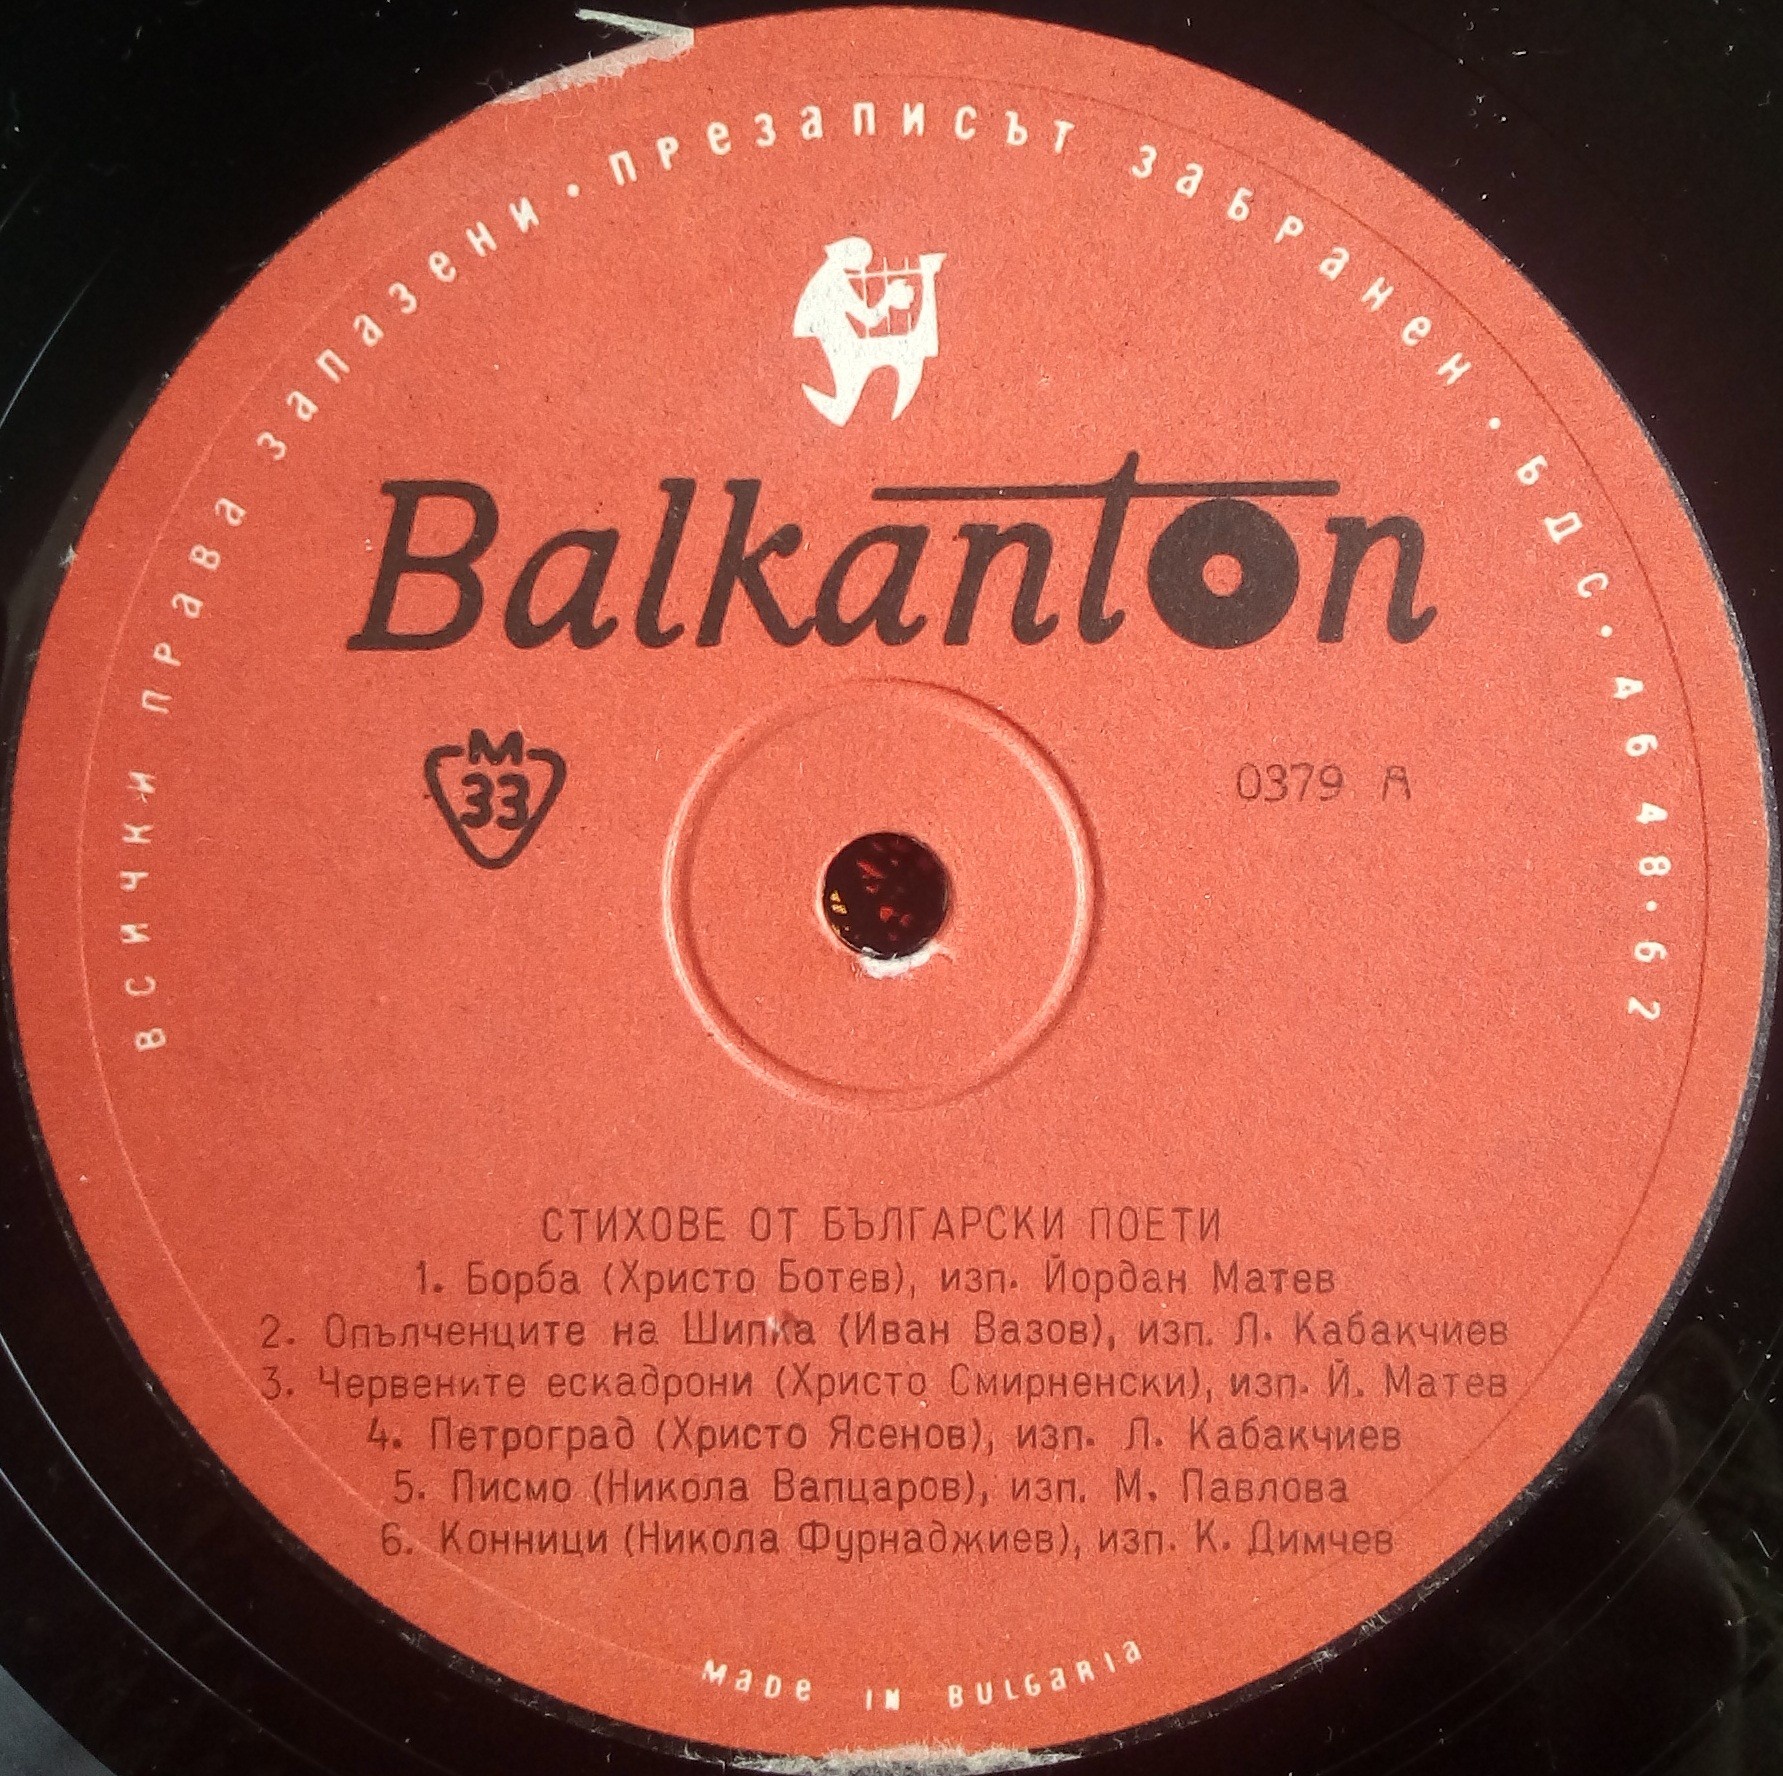 всички права запазени · презаписът забранен · бдс · 4648 · 62
Balkanton
М
33
0379 А
СТИХОВЕ ОТ БЪЛГАРСКИ ПОЕТИ
1. Борба (Христо Ботев), изп. Йордан Матев
2. Опълченците на Шипка (Иван Вазов), изп. Л. Кабакчиев
3. Червените ескадрони (Христо Смирненски), изп. Й. Матев
4. Петроград (Христо Ясенов), изп. Л. Кабакчиев
5. Писмо (Никола Вапцаров), изп. М. Павлова
6. Конници (Никола Фурнаджиев), изп. К. Димчев
made in bulgaria